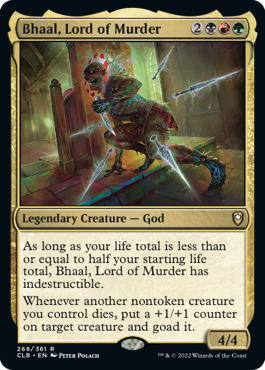 Bhaal, Lord of Murder 2
Legendary Creature — God
As long as your life total is less than
or equal to half your starting life
total, Bhaal, Lord of Murder has
indestructible.
Whenever another nontoken creature
you control dies, put a +1/+1 counter
on target creature and goad it.
4/4
268/361 R
CLB • EN Peter Polach ™ & © 2022 Wizards of the Coast